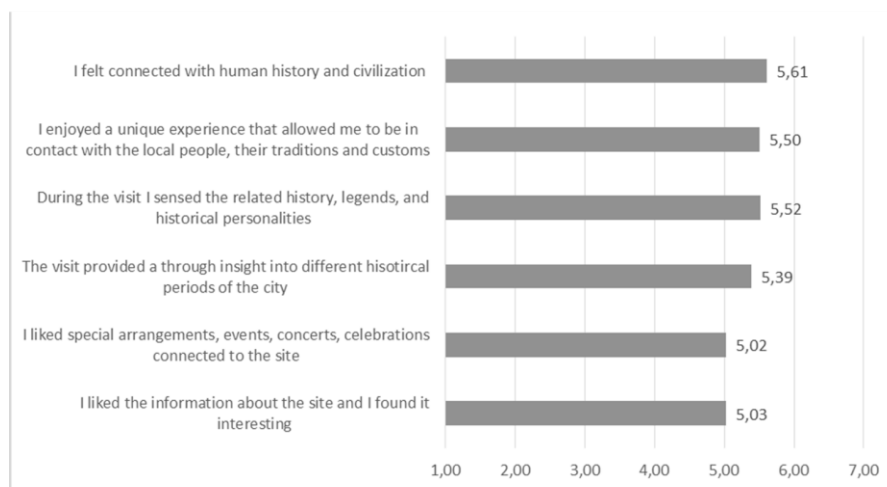 I felt connected with human history and civilization
5,61
I enjoyed a unique experience that allowed me to be in
contact with the local people, their traditions and customs
5,50
During the visit I sensed the related history, legends, and
historical personalities
5,52
The visit provided a through insight into different hisotircal
periods of the city
5,39
I liked special arrangements, events, concerts, celebrations
connected to the site
5,02
I liked the information about the site and I found it
interesting
5,03
1,00 2,00 3,00 4,00 5,00 6,00 7,00